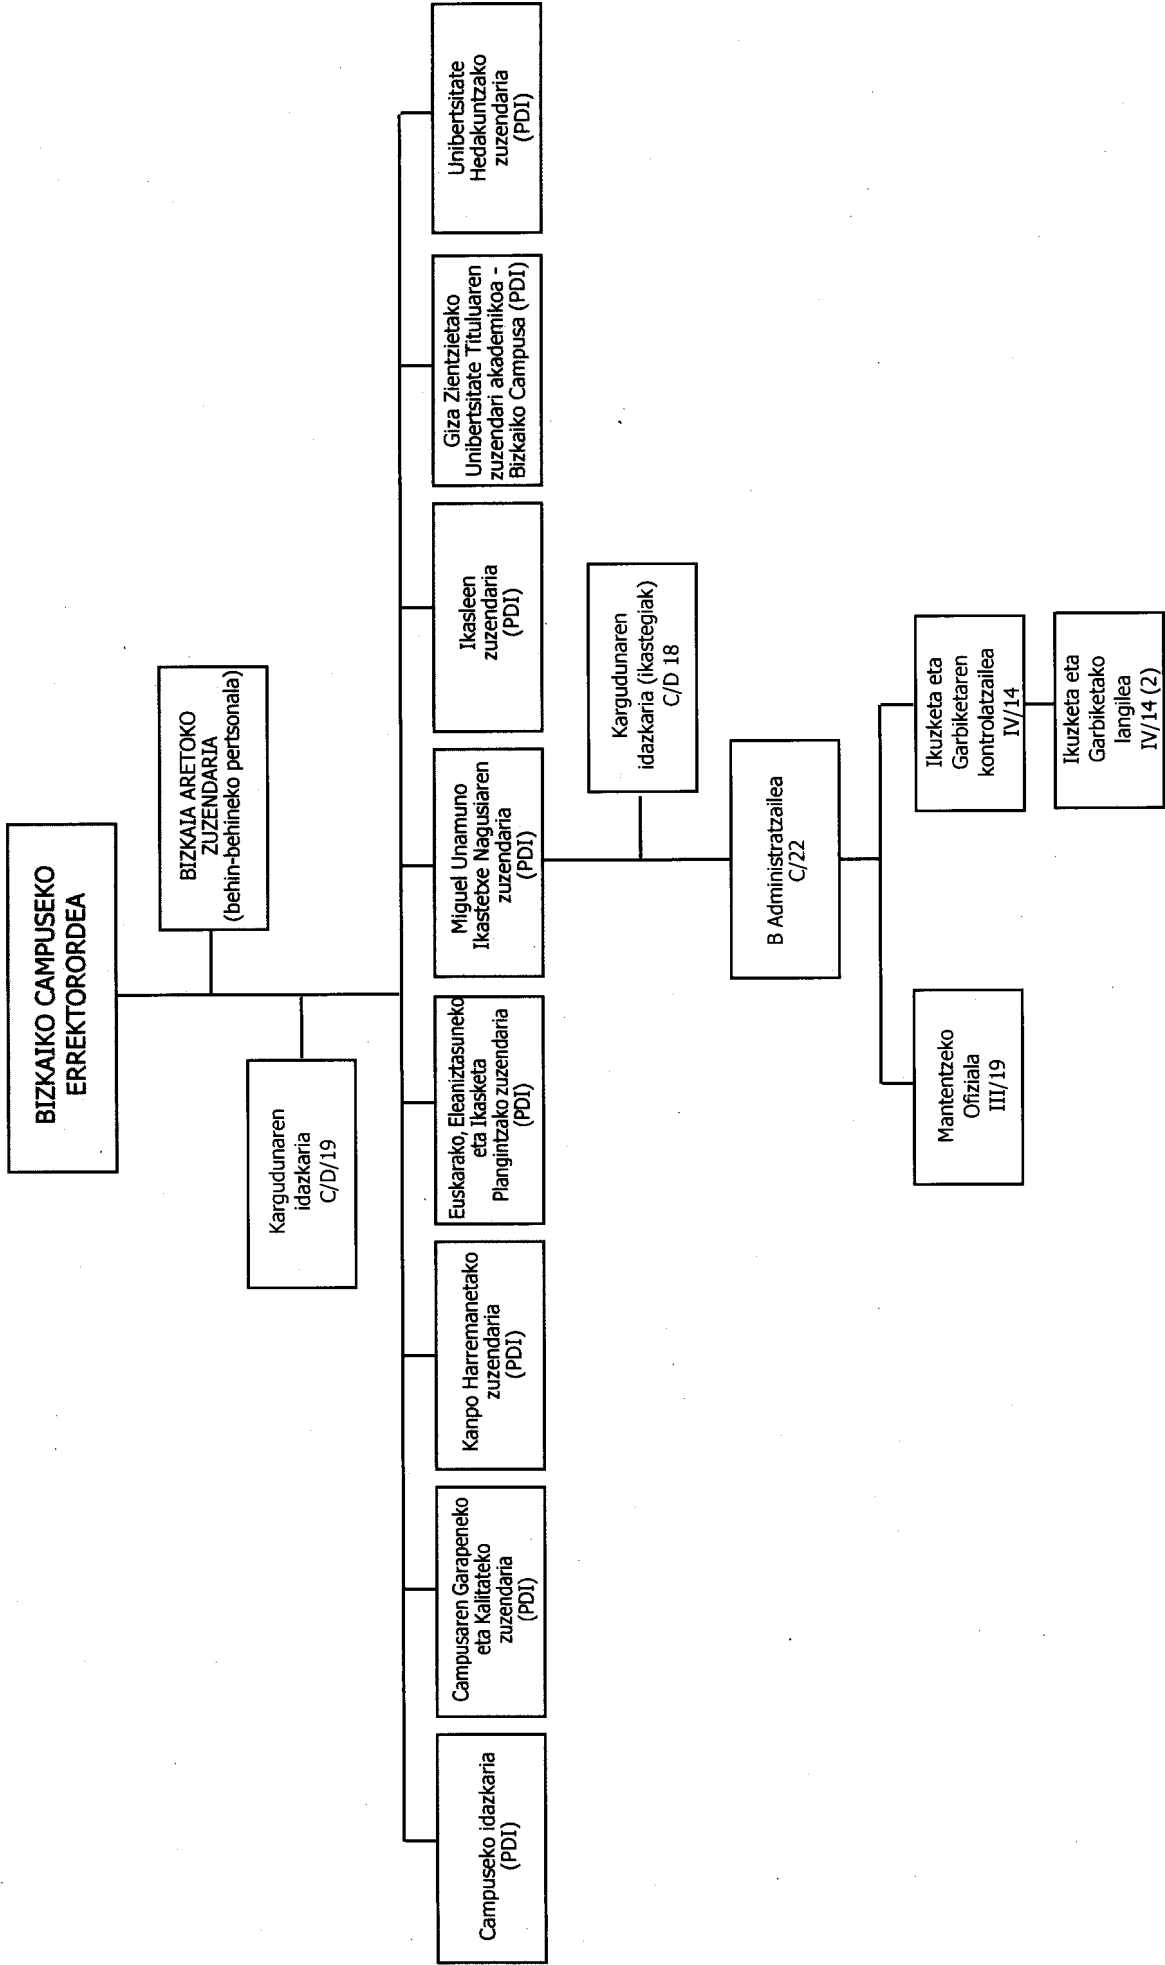 BIZKAIKO CAMPUSEKO
ERREKTORORDEA
BIZKAIA ARETOKO
ZUZENDARIA
(behin-behineko pertsonala)
Kargudunaren
idazkaria
C/D/19
Campuseko idazkaria
(PDI)
Campusaren Garapeneko
eta Kalitateko
zuzendaria
(PDI)
Kanpo Harremanetako
zuzendaria
(PDI)
Euskarako, Eleaniztasuneko
eta Ikasketa
Plangintzako zuzendaria
(PDI)
Miguel Unamuno
Ikastetxe Nagusiaren
zuzendaria
(PDI)
Ikasleen
zuzendaria
(PDI)
Giza Zientzietako
Unibertsitate Tituluaren
zuzendari akademikoa -
Bizkaiko Campusa (PDI)
Unibertsitate
Hedakuntzako
zuzendaria
(PDI)
Kargudunaren
idazkaria (ikastegiak)
C/D 18
B Administratzailea
C/22
Mantentzeko
Ofiziala
III/19
Ikuzketa eta
Garbiketaren
kontrolatzailea
IV/14
Ikuzketa eta
Garbiketako
langilea
IV/14 (2)